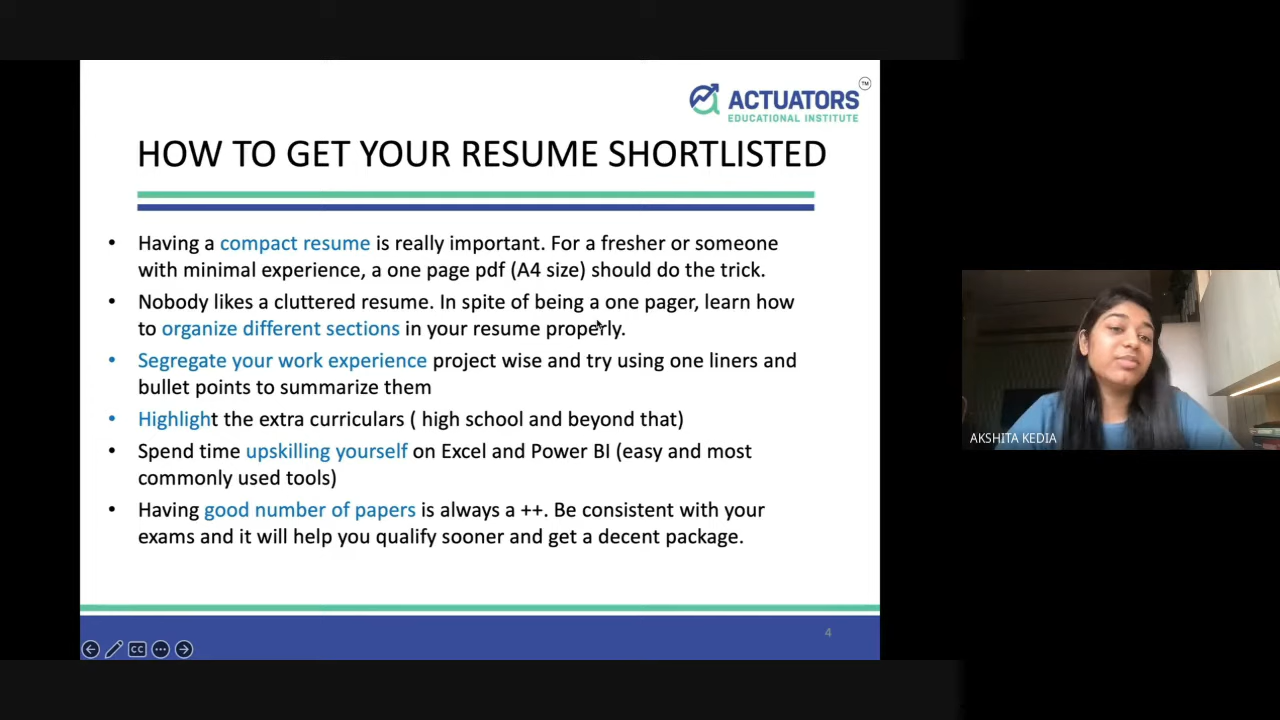 TM
ACTUATORS
EDUCATIONAL INSTITUTE
HOW TO GET YOUR RESUME SHORTLISTED
• Having a compact resume is really important. For a fresher or someone
with minimal experience, a one page pdf (A4 size) should do the trick.
• Nobody likes a cluttered resume. In spite of being a one pager, learn how
to organize different sections in your resume properly.
• Segregate your work experience project wise and try using one liners and
bullet points to summarize them
• Highlight the extra curriculars ( high school and beyond that)
• Spend time upskilling yourself on Excel and Power BI (easy and most
commonly used tools)
• Having good number of papers is always a ++. Be consistent with your
exams and it will help you qualify sooner and get a decent package.
4
CC
AKSHITA KEDIA